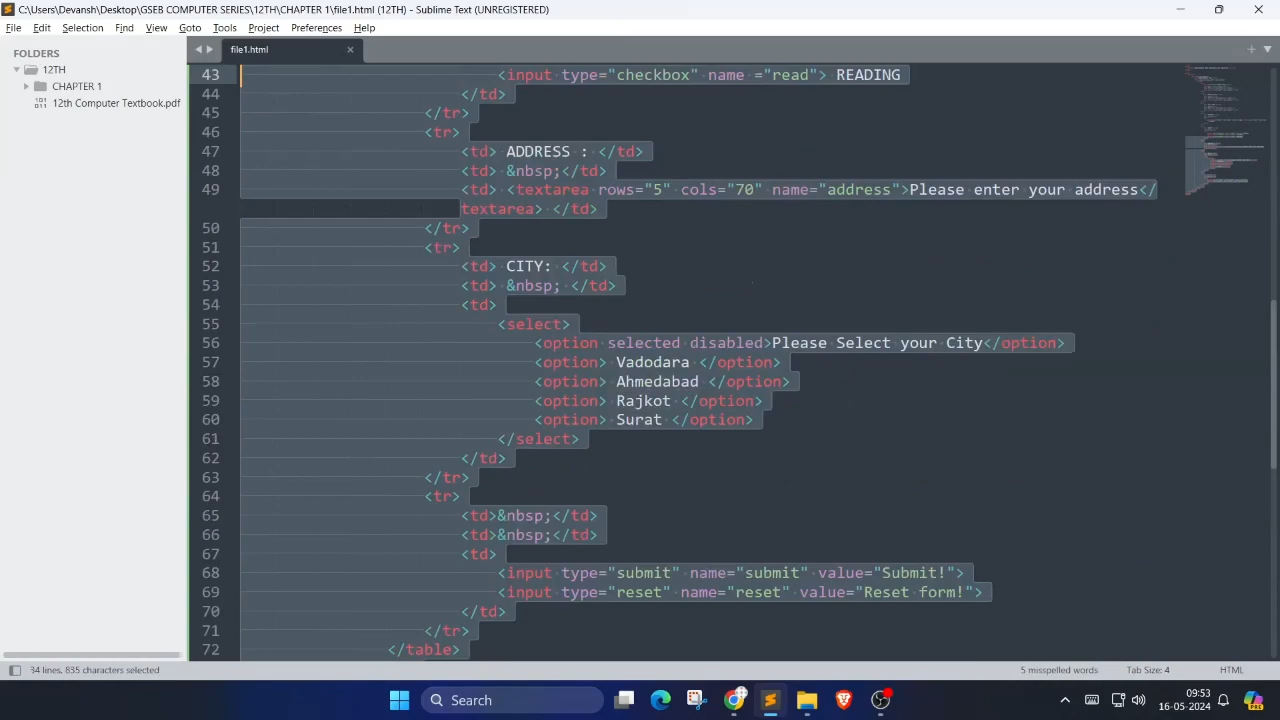 C:\Users\Devansh\Desktop\GSEB COMPUTER SERIES\12TH\CHAPTER 1\file1.html (12TH) - Sublime Text (UNREGISTERED)
File Edit Selection Find View Goto Tools Project Preferences Help
FOLDERS
12TH
CHAPTER 1
12th Computer Textbook.pdf
file1.html
43 <input type="checkbox" name ="read"> READING
44 </td>
45 </tr>
46 <tr>
47 <td> ADDRESS : </td>
48 <td> &nbsp;</td>
49 <td> <textarea rows="5" cols="70" name="address">Please enter your address</
textarea> </td>
50 </tr>
51 <tr>
52 <td> CITY: </td>
53 <td> &nbsp; </td>
54 <td>
55 <select>
56 <option selected disabled>Please Select your City</option>
57 <option> Vadodara </option>
58 <option> Ahmedabad </option>
59 <option> Rajkot </option>
60 <option> Surat </option>
61 </select>
62 </td>
63 </tr>
64 <tr>
65 <td>&nbsp;</td>
66 <td>&nbsp;</td>
67 <td>
68 <input type="submit" name="submit" value="Submit!">
69 <input type="reset" name="reset" value="Reset form!">
70 </td>
71 </tr>
72 </table>
34 lines, 835 characters selected
5 misspelled words
Tab Size: 4
HTML
Search
09:53
16-05-2024